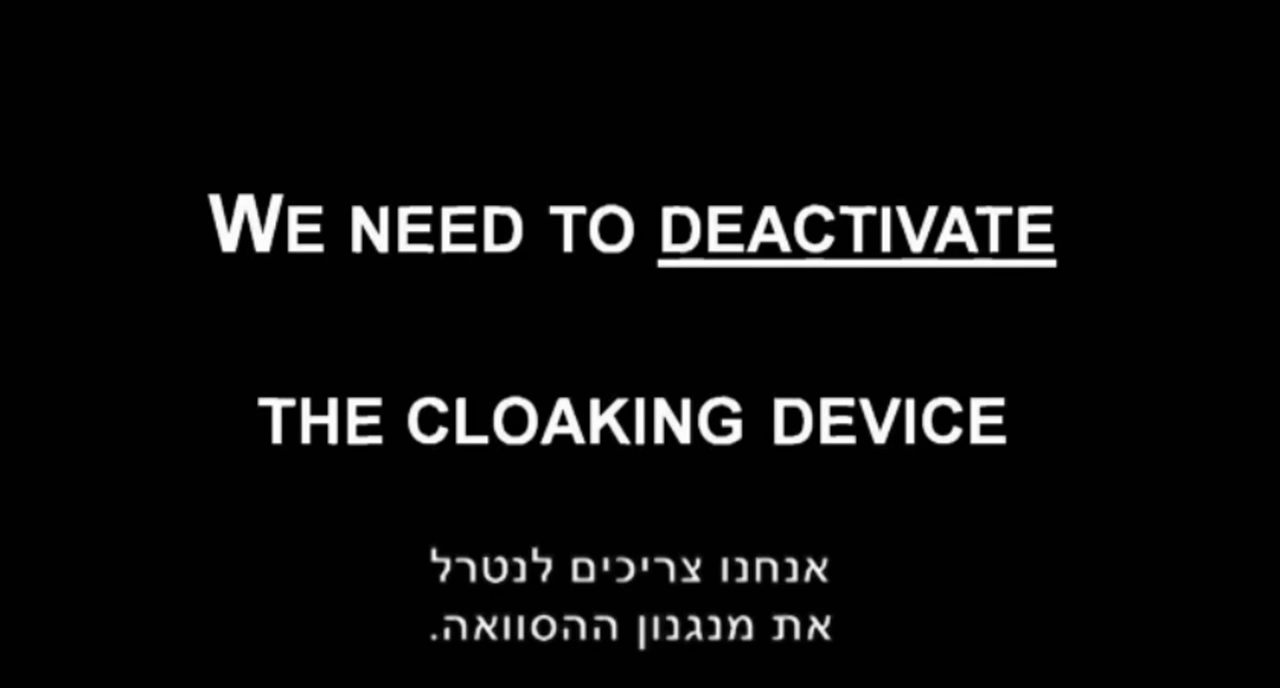 WE NEED TO DEACTIVATE
THE CLOAKING DEVICE
אנחנו צריכים לנטרל
את מנגנון ההסוואה.